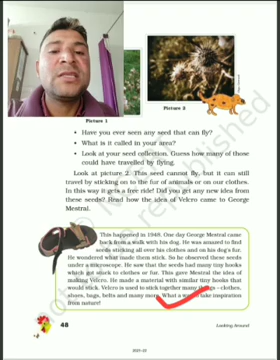 Picture 1
Picture 2
• Have you ever seen any seed that can fly?
• What is it called in your area?
• Look at your seed collection. Guess how many of those
could have travelled by flying.
Look at picture 2. This seed cannot fly, but it can still
travel by sticking on to the fur of animals or on our clothes.
In this way it gets a free ride! Did you get any new idea from
these seeds? Read how the idea of Velcro came to George
Mestral.
This happened in 1948. One day George Mestral came
back from a walk with his dog. He was amazed to find
seeds sticking all over his clothes and on his dog's fur.
He wondered what made them stick. So he observed these
seeds under a microscope. He saw that the seeds had many tiny hooks
which got stuck to clothes or fur. This gave Mestral the idea of
making Velcro. He made a material with similar tiny hooks that
would stick. Velcro is used to stick together many things – clothes,
shoes, bags, belts and many more. What a way to take inspiration
from nature!
48
Looking Around
2021-22